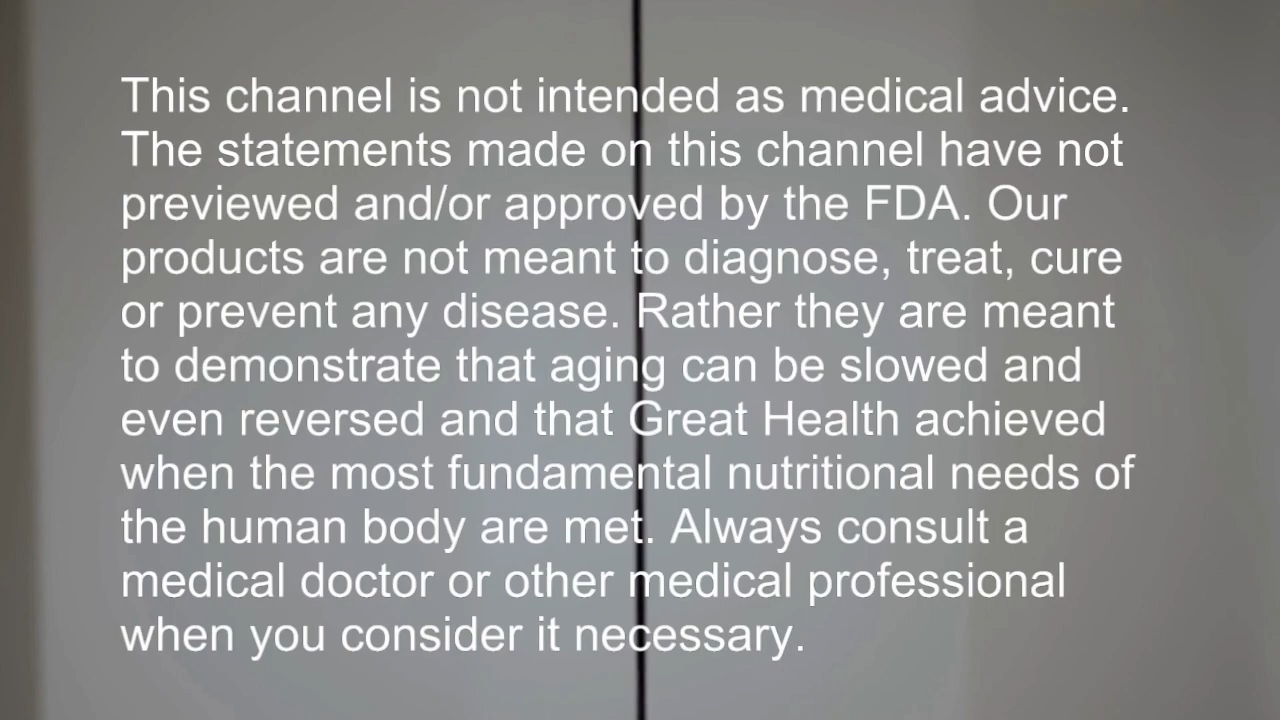 This channel is not intended as medical advice.
The statements made on this channel have not
previewed and/or approved by the FDA. Our
products are not meant to diagnose, treat, cure
or prevent any disease. Rather they are meant
to demonstrate that aging can be slowed and
even reversed and that Great Health achieved
when the most fundamental nutritional needs of
the human body are met. Always consult a
medical doctor or other medical professional
when you consider it necessary.